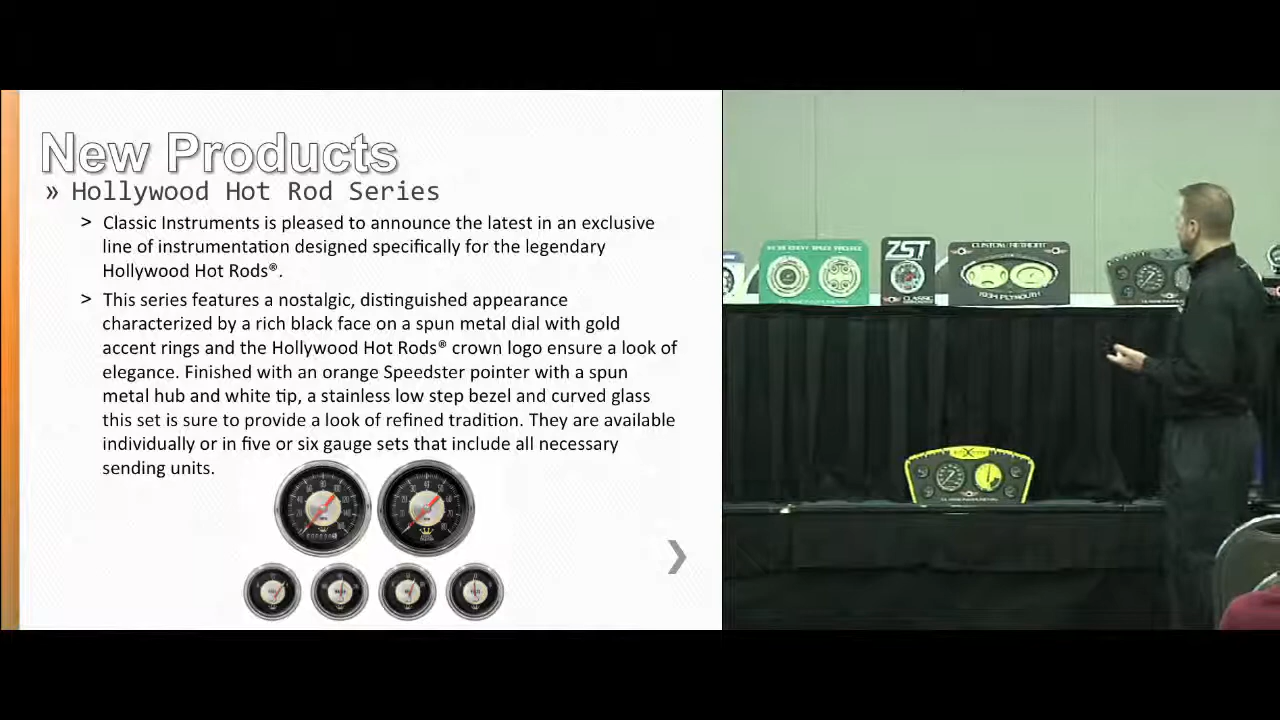 New Products
» Hollywood Hot Rod Series
> Classic Instruments is pleased to announce the latest in an exclusive
line of instrumentation designed specifically for the legendary
Hollywood Hot Rods®.
> This series features a nostalgic, distinguished appearance
characterized by a rich black face on a spun metal dial with gold
accent rings and the Hollywood Hot Rods® crown logo ensure a look of
elegance. Finished with an orange Speedster pointer with a spun
metal hub and white tip, a stainless low step bezel and curved glass
this set is sure to provide a look of refined tradition. They are available
individually or in five or six gauge sets that include all necessary
sending units.
ZST
CLASSIC
CUSTOM RETROFIT
1934 PLYMOUTH